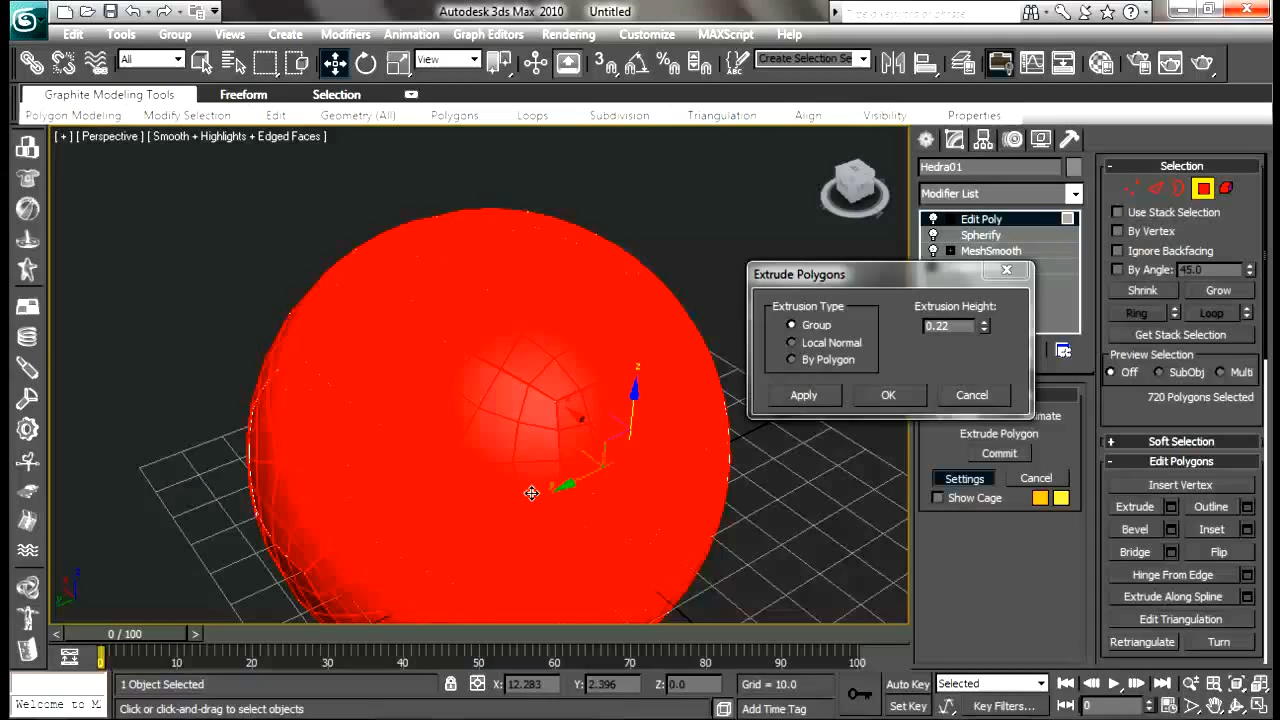 Autodesk 3ds Max 2010 Untitled
Type a keyword or phrase
Edit Tools Group Views Create Modifiers Animation Graph Editors Rendering Customize MAXScript Help
All View Create Selection Se
Graphite Modeling Tools Freeform Selection
Polygon Modeling Modify Selection Edit Geometry (All) Polygons Loops Subdivision Triangulation Align Visibility Properties
[ + ] [ Perspective ] [ Smooth + Highlights + Edged Faces ]
Hedra01
Modifier List
Edit Poly
Spherify
MeshSmooth
Extrude Polygons
Extrusion Type
Group
Local Normal
By Polygon
Extrusion Height:
0.22
Apply OK Cancel
Extrude Polygon
Commit
Settings Cancel
Show Cage
Selection
Use Stack Selection
By Vertex
Ignore Backfacing
By Angle: 45.0
Shrink Grow
Ring Loop
Get Stack Selection
Preview Selection
Off SubObj Multi
720 Polygons Selected
Soft Selection
Edit Polygons
Insert Vertex
Extrude Outline
Bevel Inset
Bridge Flip
Hinge From Edge
Extrude Along Spline
Edit Triangulation
Retriangulate Turn
z
0 / 100
0 10 20 30 40 50 60 70 80 90 100
1 Object Selected X: 12.283 Y: 2.396 Z: 0.0 Grid = 10.0 Auto Key Selected
Welcome to M Click or click-and-drag to select objects Add Time Tag Set Key Key Filters... 0